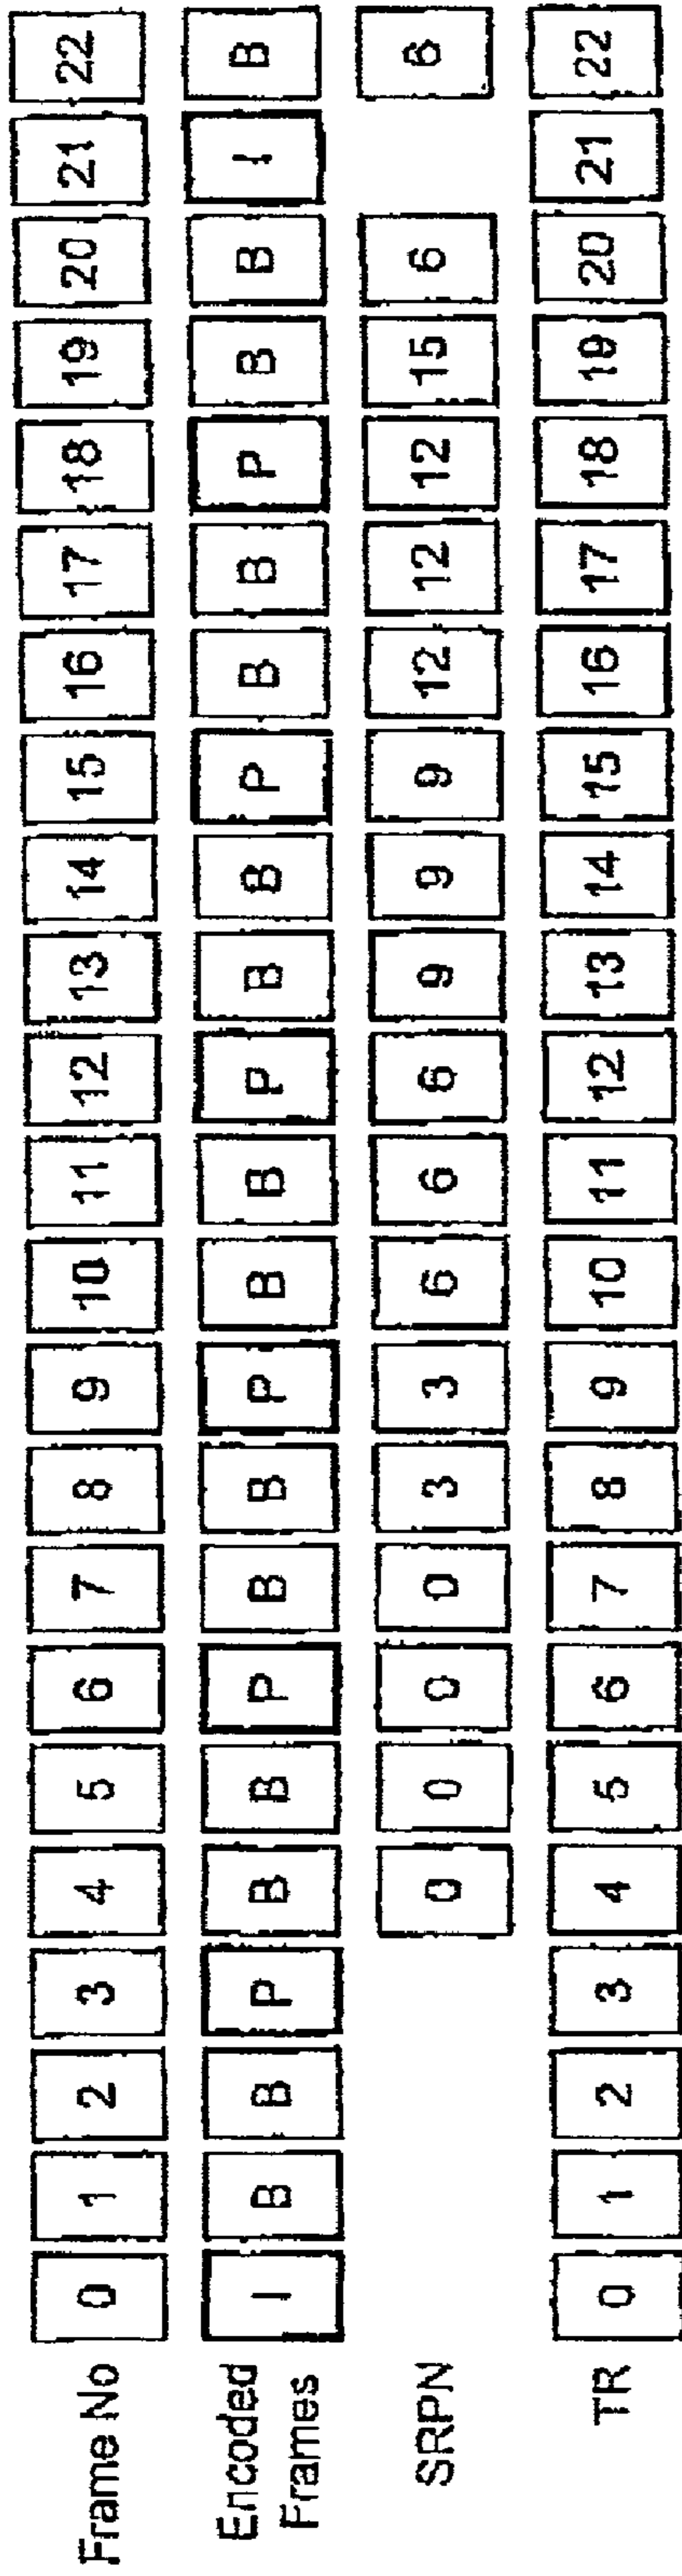 Frame No 0 1 2 3 4 5 6 7 8 9 10 11 12 13 14 15 16 17 18 19 20 21 22
Encoded Frames I B B P B B P B B P B B P B B P B B P B B I B
SRPN 0 0 0 0 3 3 6 6 6 9 9 9 12 12 12 15 6 6
TR 0 1 2 3 4 5 6 7 8 9 10 11 12 13 14 15 16 17 18 19 20 21 22